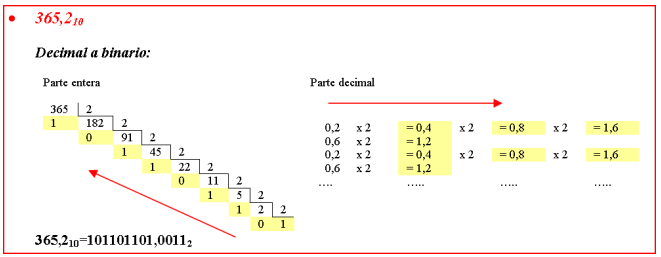 • 365,2₁₀
Decimal a binario:
Parte entera
365 2
1 182 2
0 91 2
1 45 2
1 22 2
0 11 2
1 5 2
1 2 2
0 1
Parte decimal
0,2 x 2 = 0,4 x 2 = 0,8 x 2 = 1,6
0,6 x 2 = 1,2
0,2 x 2 = 0,4 x 2 = 0,8 x 2 = 1,6
0,6 x 2 = 1,2
…. ….. ….. …..
365,2₁₀=101101101,0011₂